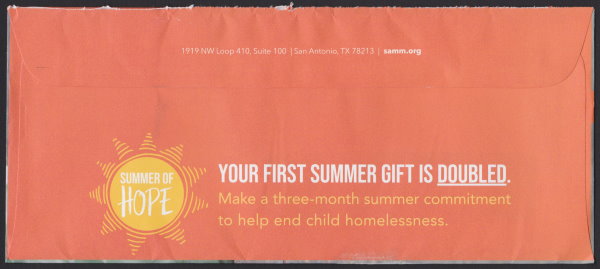 1919 NW Loop 410, Suite 100 | San Antonio, TX 78213 | samm.org
SUMMER OF
HOPE
YOUR FIRST SUMMER GIFT IS DOUBLED.
Make a three-month summer commitment
to help end child homelessness.